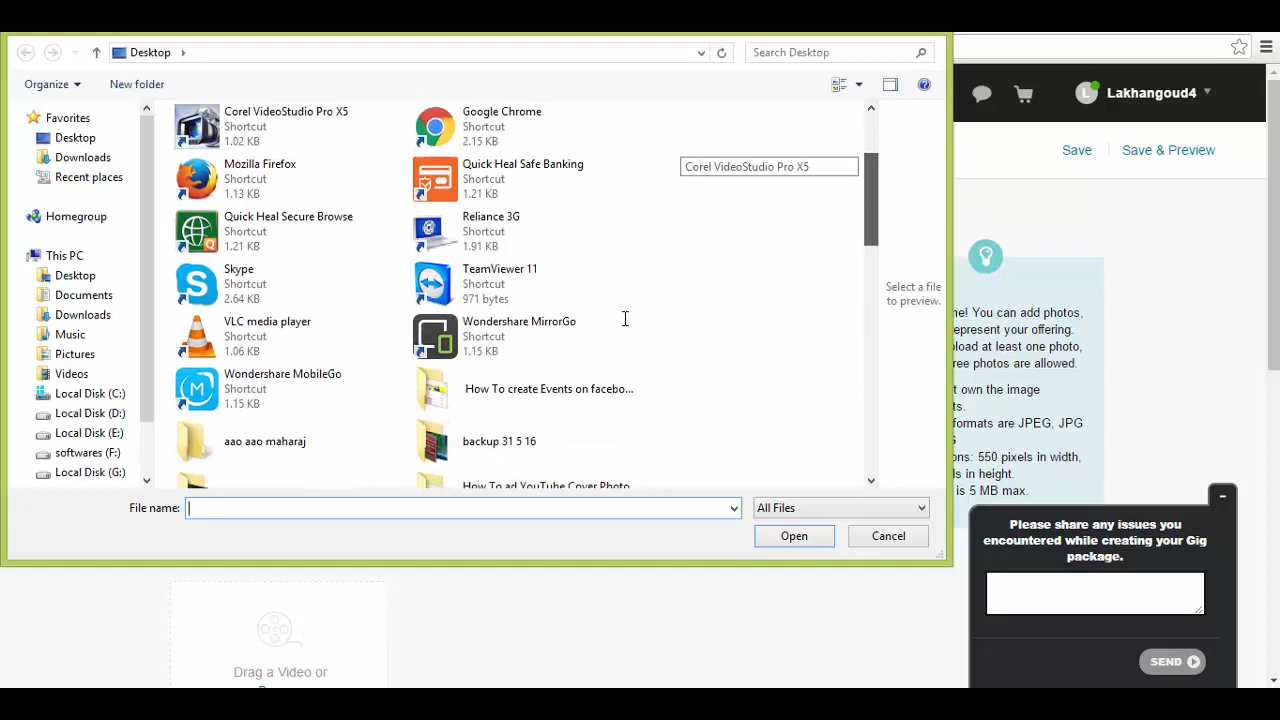 Desktop
Search Desktop
Organize
New folder
Favorites
Desktop
Downloads
Recent places
Homegroup
This PC
Desktop
Documents
Downloads
Music
Pictures
Videos
Local Disk (C:)
Local Disk (D:)
Local Disk (E:)
softwares (F:)
Local Disk (G:)
Corel VideoStudio Pro X5
Shortcut
1.02 KB
Google Chrome
Shortcut
2.15 KB
Mozilla Firefox
Shortcut
1.13 KB
Quick Heal Safe Banking
Shortcut
1.21 KB
Corel VideoStudio Pro X5
Quick Heal Secure Browse
Shortcut
1.21 KB
Reliance 3G
Shortcut
1.91 KB
Skype
Shortcut
2.64 KB
TeamViewer 11
Shortcut
971 bytes
VLC media player
Shortcut
1.06 KB
Wondershare MirrorGo
Shortcut
1.15 KB
Wondershare MobileGo
Shortcut
1.15 KB
How To create Events on facebo...
aao aao maharaj
backup 31 5 16
How To ad YouTube Cover Photo
Select a file
to preview.
File name:
All Files
Open
Cancel
L
Lakhangoud4
Save
Save & Preview
me! You can add photos,
epresent your offering.
load at least one photo,
ree photos are allowed.
t own the image
ts.
formats are JPEG, JPG
G
ons: 550 pixels in width,
ls in height.
is 5 MB max.
Please share any issues you
encountered while creating your Gig
package.
SEND
Drag a Video or